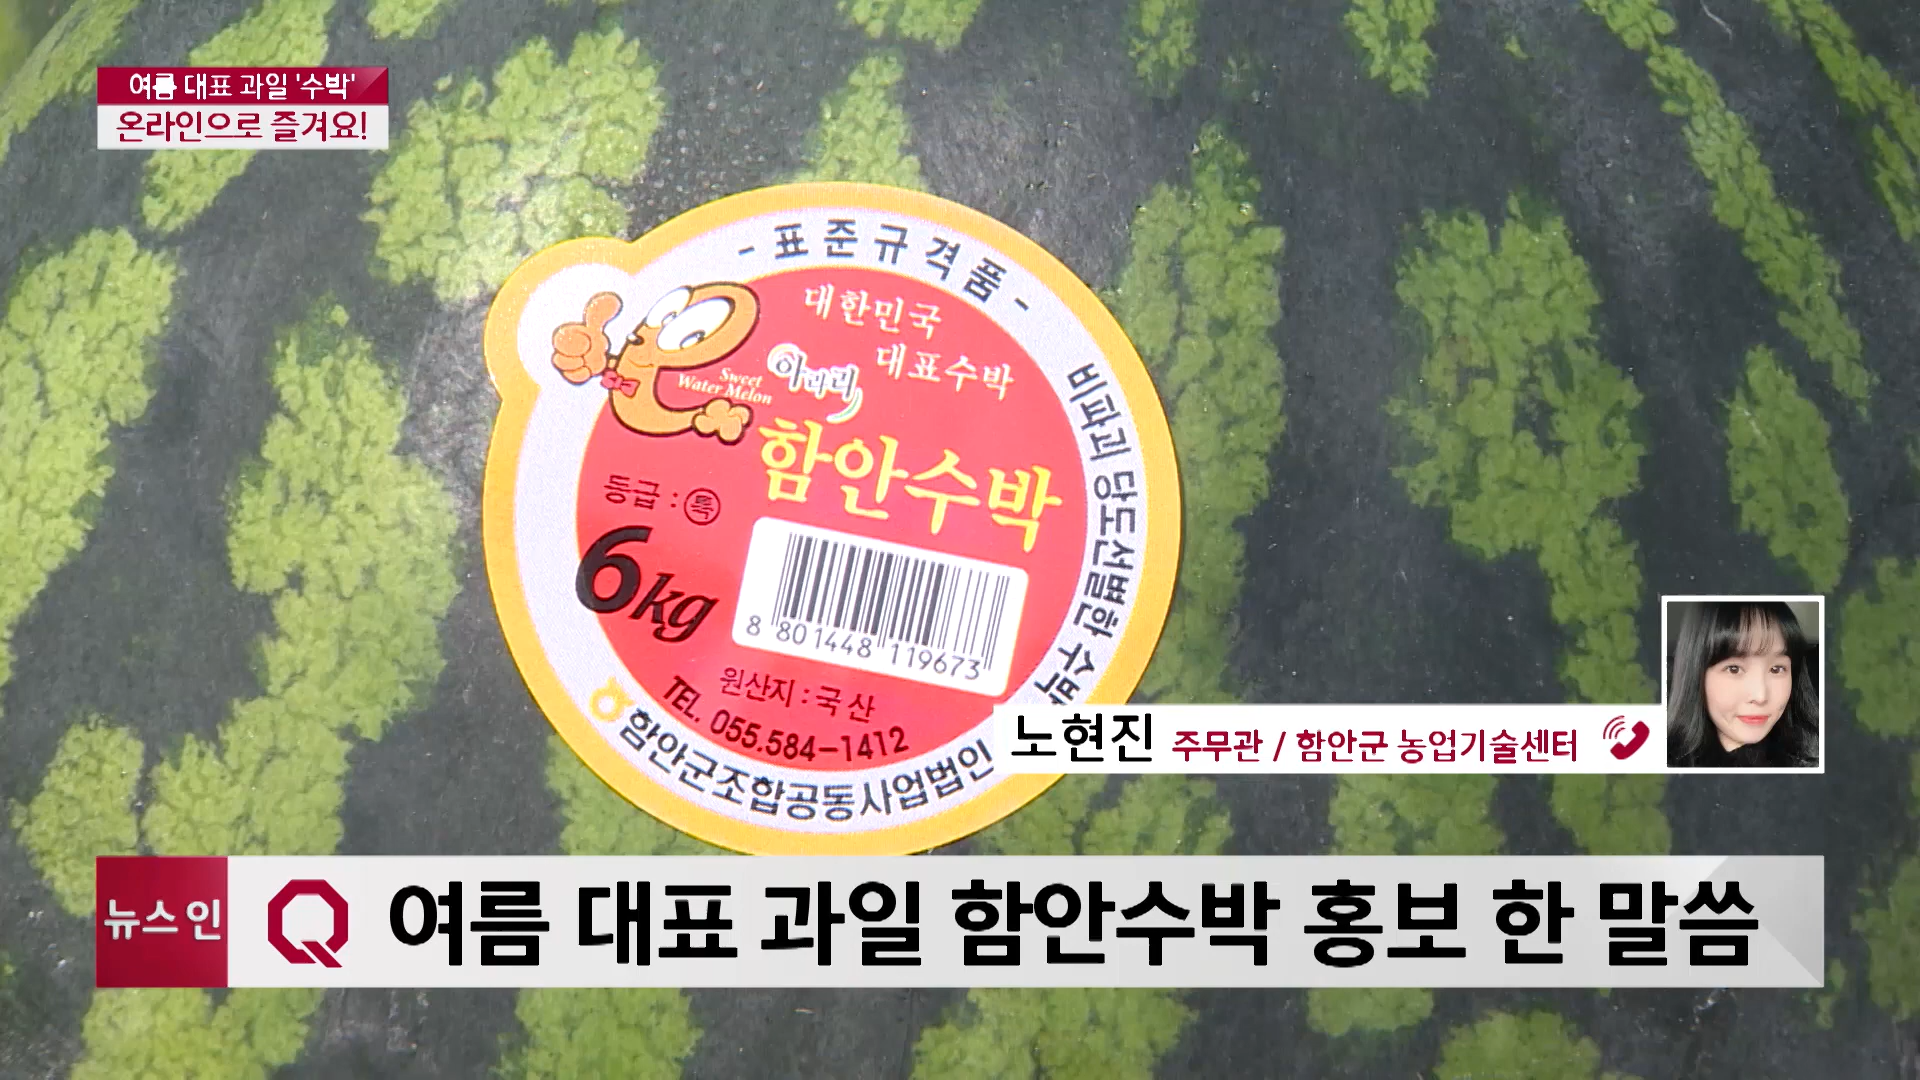 여름 대표 과일 '수박'
온라인으로 즐겨요!
- 표준규격품 -
대한민국
대표수박
아라리
Sweet
Water Melon
함안수박
등급 : 특
6kg
8 801448 119673
원산지 : 국산
TEL. 055.584-1412
함안군조합공동사업법인
비파괴 당도선별한 수박
노현진 주무관 / 함안군 농업기술센터
뉴스인
Q 여름 대표 과일 함안수박 홍보 한 말씀